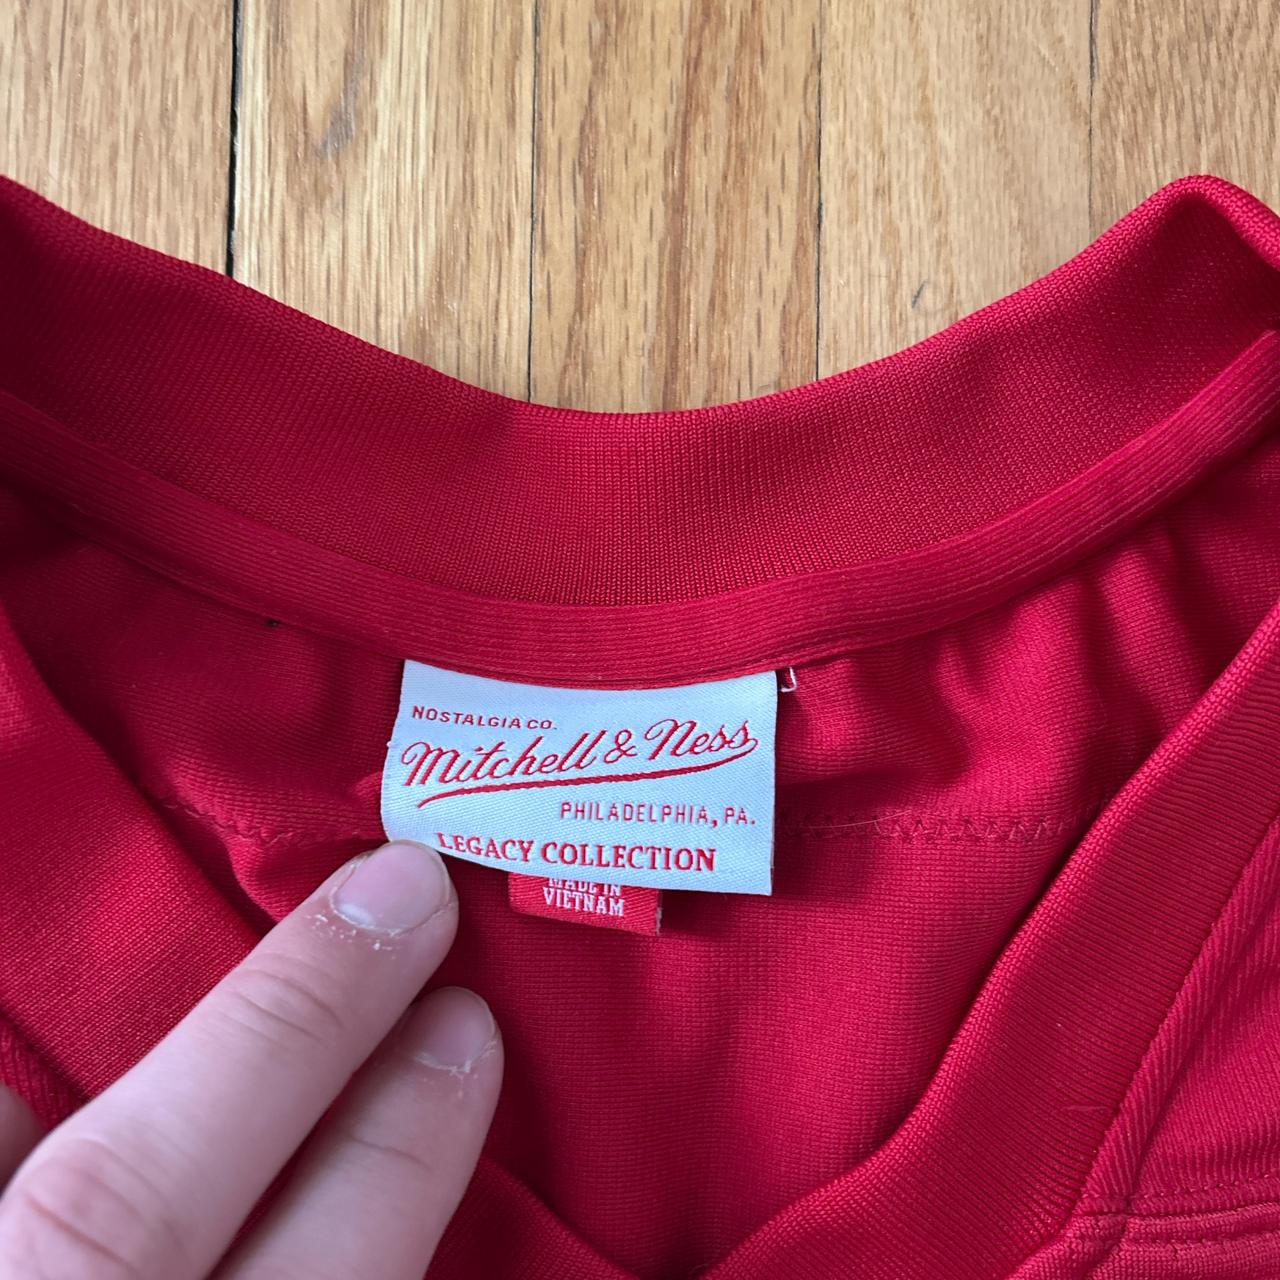 NOSTALGIA CO.
Mitchell & Ness
PHILADELPHIA, PA.
LEGACY COLLECTION
MADE IN
VIETNAM